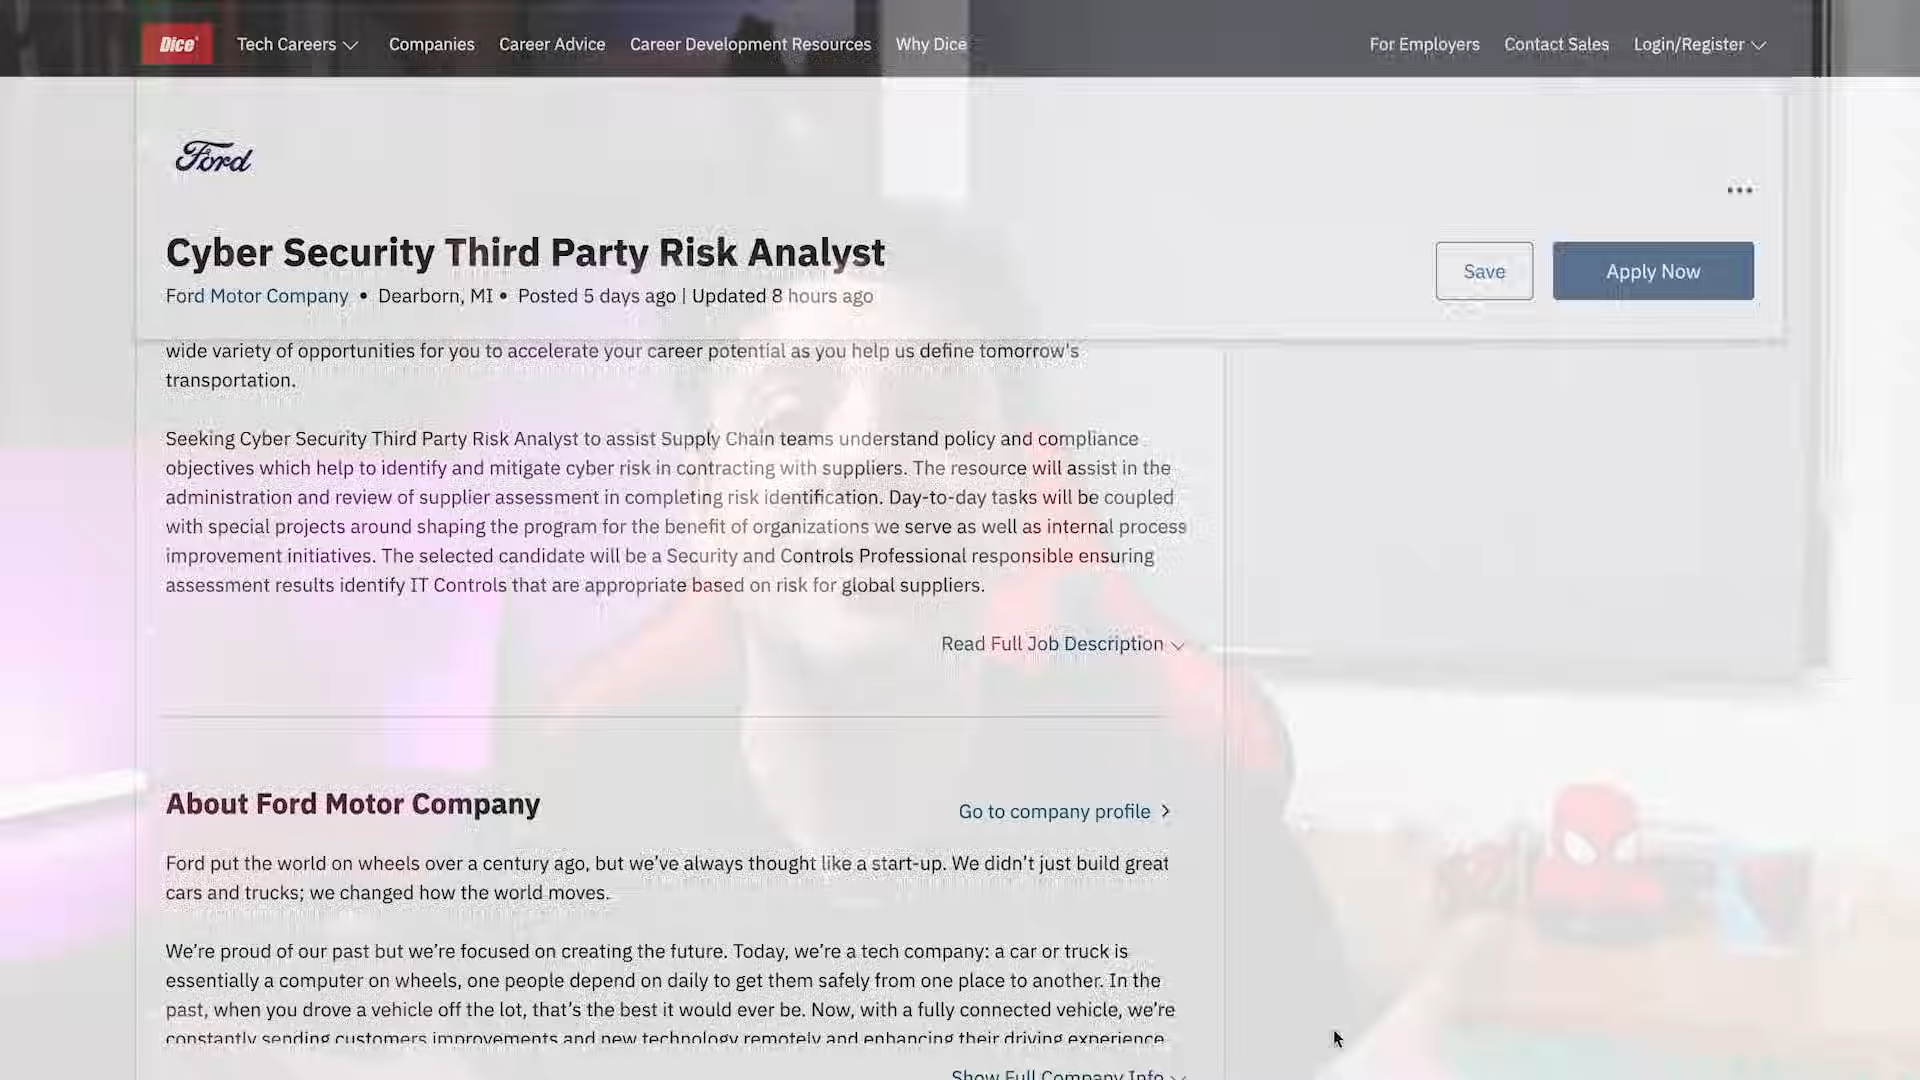 Dice
Tech Careers
Companies
Career Advice
Career Development Resources
Why Dice
For Employers
Contact Sales
Login/Register
Ford
Cyber Security Third Party Risk Analyst
Save
Apply Now
Ford Motor Company • Dearborn, MI • Posted 5 days ago | Updated 8 hours ago
wide variety of opportunities for you to accelerate your career potential as you help us define tomorrow's
transportation.
Seeking Cyber Security Third Party Risk Analyst to assist Supply Chain teams understand policy and compliance
objectives which help to identify and mitigate cyber risk in contracting with suppliers. The resource will assist in the
administration and review of supplier assessment in completing risk identification. Day-to-day tasks will be coupled
with special projects around shaping the program for the benefit of organizations we serve as well as internal process
improvement initiatives. The selected candidate will be a Security and Controls Professional responsible ensuring
assessment results identify IT Controls that are appropriate based on risk for global suppliers.
Read Full Job Description
About Ford Motor Company
Go to company profile
Ford put the world on wheels over a century ago, but we’ve always thought like a start-up. We didn’t just build great
cars and trucks; we changed how the world moves.
We’re proud of our past but we’re focused on creating the future. Today, we’re a tech company: a car or truck is
essentially a computer on wheels, one people depend on daily to get them safely from one place to another. In the
past, when you drove a vehicle off the lot, that’s the best it would ever be. Now, with a fully connected vehicle, we’re
constantly sending customers improvements and new technology remotely and enhancing their driving experience
Show Full Company Info